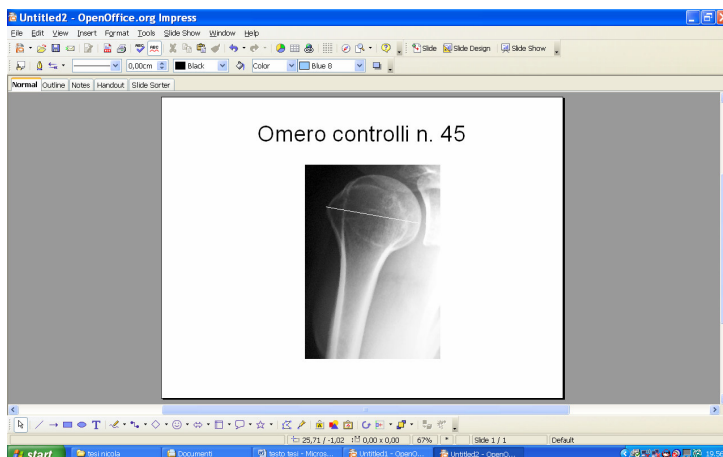 Untitled2 - OpenOffice.org Impress
File Edit View Insert Format Tools Slide Show Window Help
Slide Slide Design Slide Show
0,00cm Black Color Blue 8
Normal Outline Notes Handout Slide Sorter
Omero controlli n. 45
25,71 / -1,02 0,00 x 0,00 67% * Slide 1 / 1 Default
start tesi nicola Documenti testo tesi - Micros... Untitled1 - OpenO... Untitled2 - OpenO... 19.56